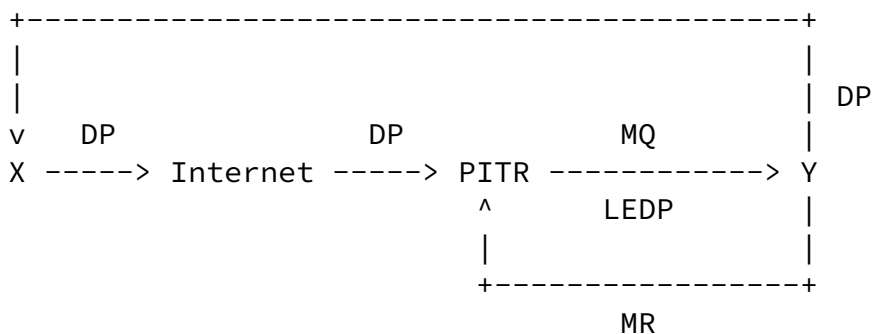 DP
v DP DP MQ
X -----> Internet -----> PITR ------------> Y
^ LEDP
MR